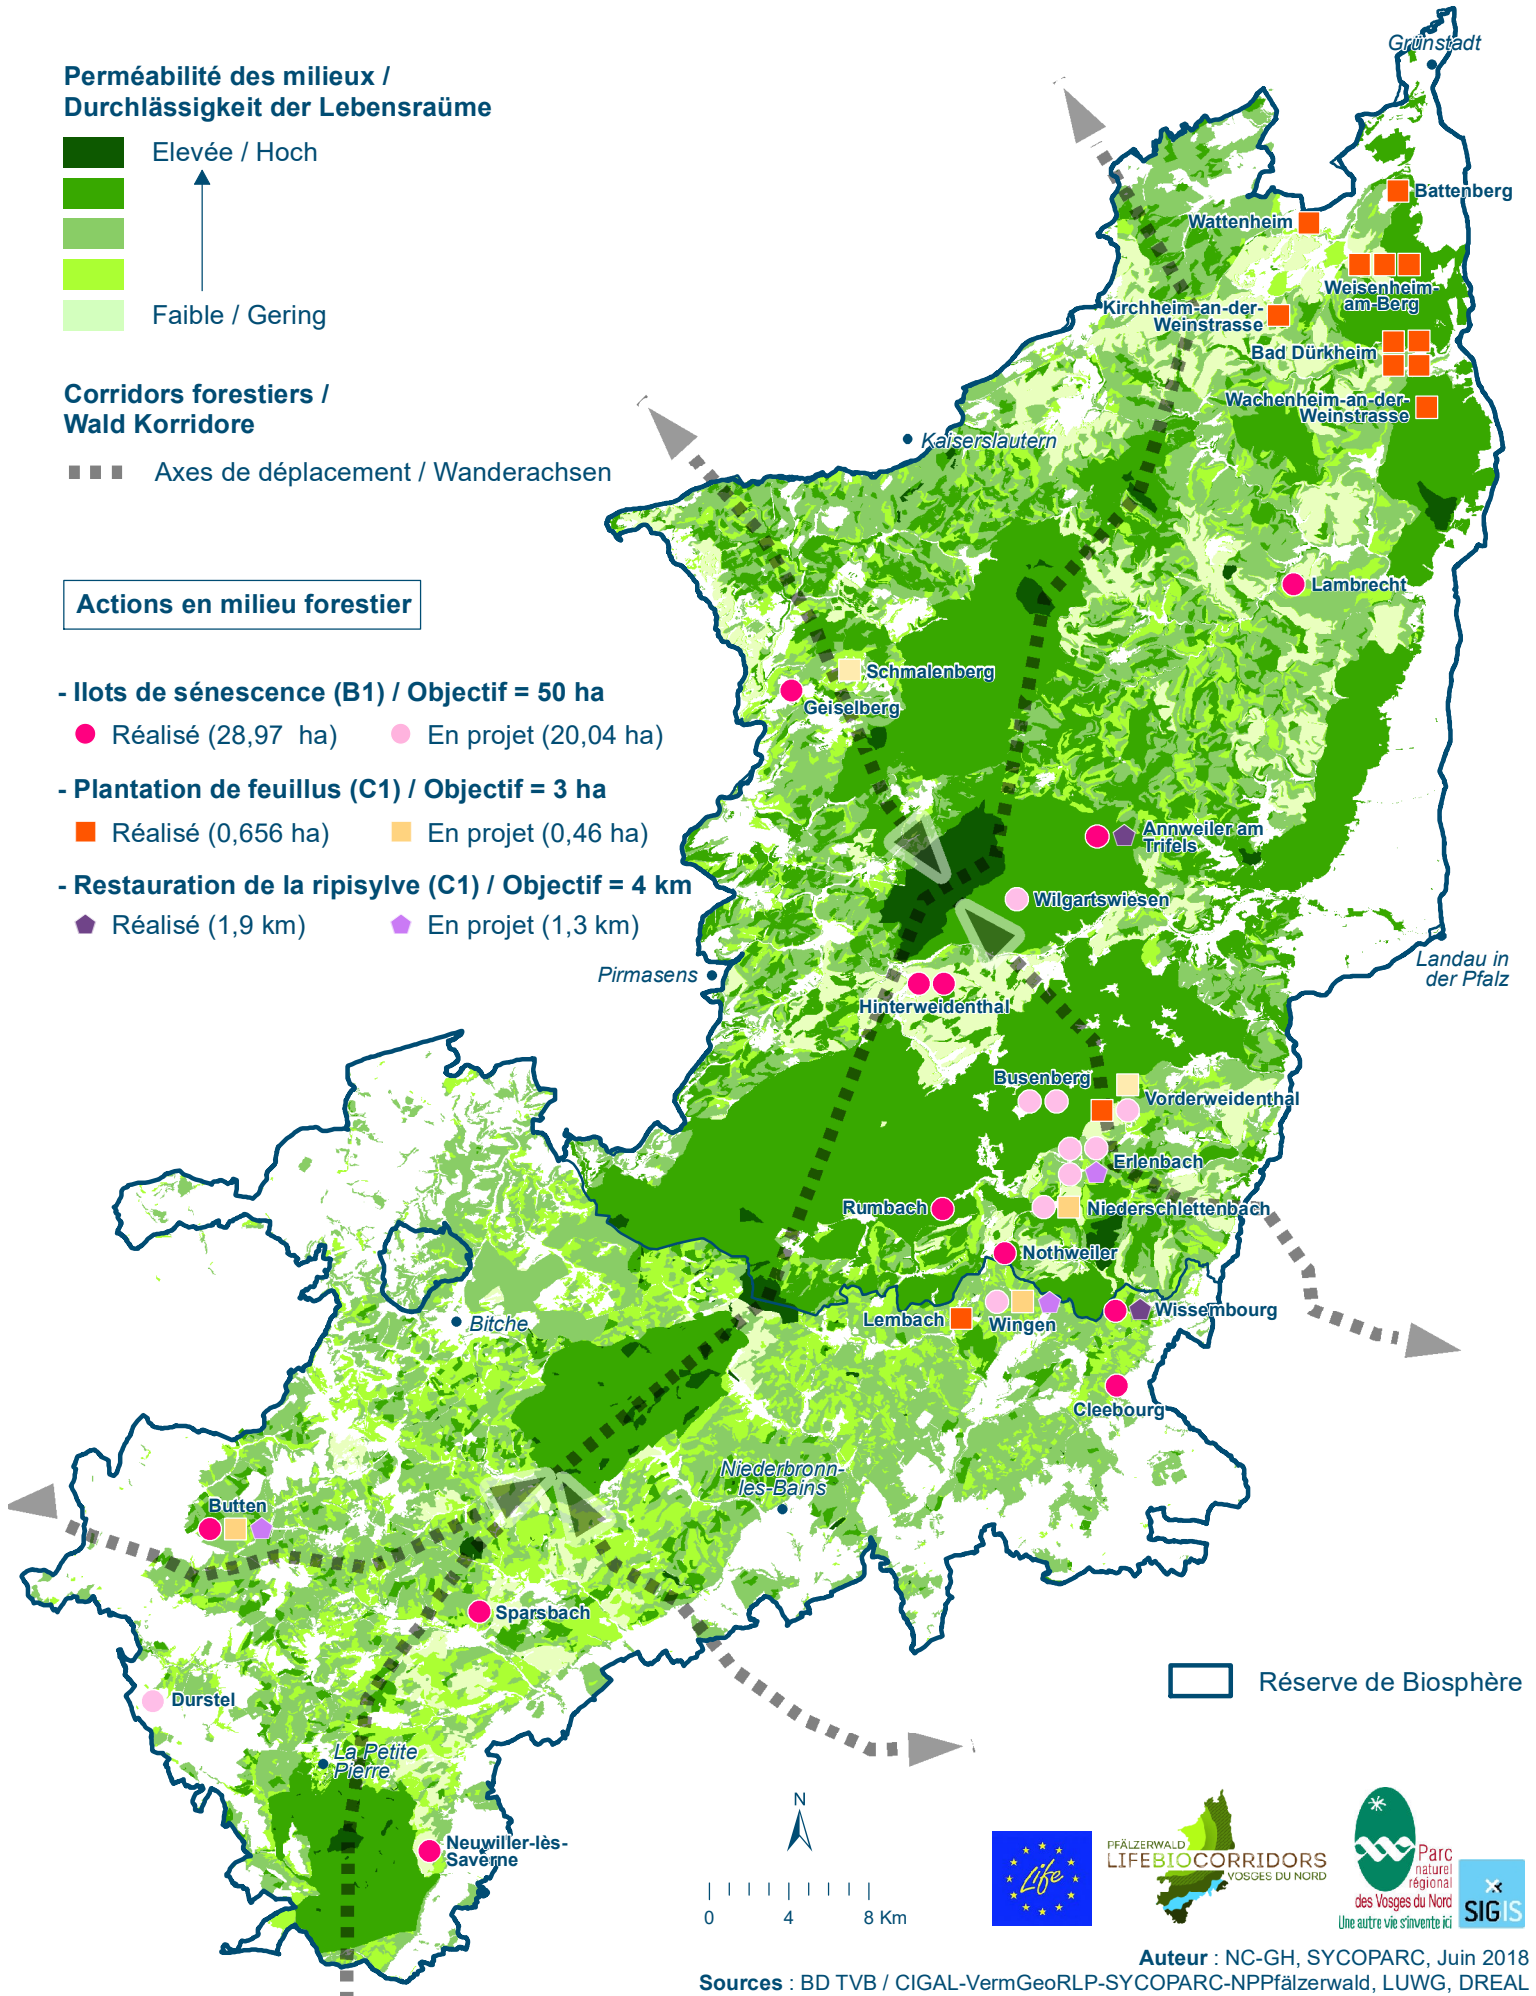 Perméabilité des milieux /
Durchlässigkeit der Lebensraüme
Elevée / Hoch
Faible / Gering
Corridors forestiers /
Wald Korridore
Axes de déplacement / Wanderachsen
Actions en milieu forestier
- Ilots de sénescence (B1) / Objectif = 50 ha
Réalisé (28,97 ha)
En projet (20,04 ha)
- Plantation de feuillus (C1) / Objectif = 3 ha
Réalisé (0,656 ha)
En projet (0,46 ha)
- Restauration de la ripisylve (C1) / Objectif = 4 km
Réalisé (1,9 km)
En projet (1,3 km)
Grünstadt
Battenberg
Wattenheim
Weisenheim-
am-Berg
Kirchheim-an-der-
Weinstrasse
Bad Dürkheim
Wachenheim-an-der-
Weinstrasse
Kaiserslautern
Lambrecht
Schmalenberg
Geiselberg
Annweiler am
Trifels
Wilgartswiesen
Landau in
der Pfalz
Pirmasens
Hinterweidenthal
Busenberg
Vorderweidenthal
Erlenbach
Rumbach
Niederschlettenbach
Nothweiler
Lembach
Wingen
Wissembourg
Bitche
Cleebourg
Niederbronn-
les-Bains
Butten
Sparsbach
Durstel
La Petite
Pierre
Neuwiller-lès-
Saverne
Réserve de Biosphère
N
0
4
8 Km
Life
PFÄLZERWALD
LIFEBIOCORRIDORS
VOSGES DU NORD
Parc
naturel
régional
des Vosges du Nord
Une autre vie s'invente ici
SIGIS
Auteur : NC-GH, SYCOPARC, Juin 2018
Sources : BD TVB / CIGAL-VermGeoRLP-SYCOPARC-NPPfälzerwald, LUWG, DREAL